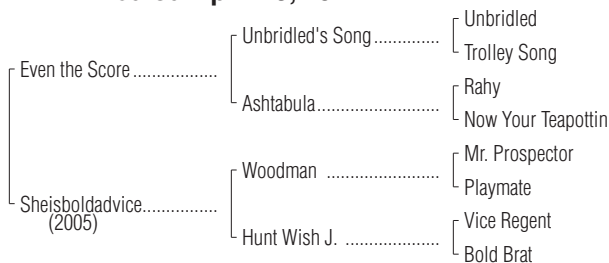 Unbridled
Unbridled's Song
Trolley Song
Even the Score
Rahy
Ashtabula
Now Your Teapottin
Mr. Prospector
Woodman
Playmate
Sheisboldadvice
(2005)
Vice Regent
Hunt Wish J.
Bold Brat